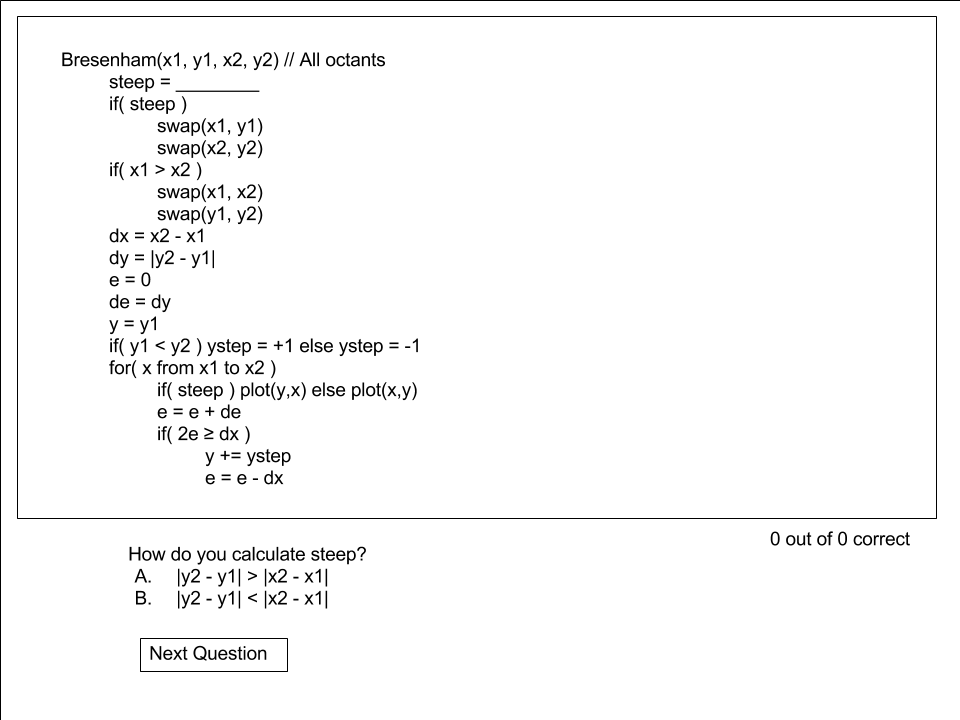 Bresenham(x1, y1, x2, y2) // All octants
steep = ________
if( steep )
swap(x1, y1)
swap(x2, y2)
if( x1 > x2 )
swap(x1, x2)
swap(y1, y2)
dx = x2 - x1
dy = |y2 - y1|
e = 0
de = dy
y = y1
if( y1 < y2 ) ystep = +1 else ystep = -1
for( x from x1 to x2 )
if( steep ) plot(y,x) else plot(x,y)
e = e + de
if( 2e ≥ dx )
y += ystep
e = e - dx
0 out of 0 correct
How do you calculate steep?
A. |y2 - y1| > |x2 - x1|
B. |y2 - y1| < |x2 - x1|
Next Question